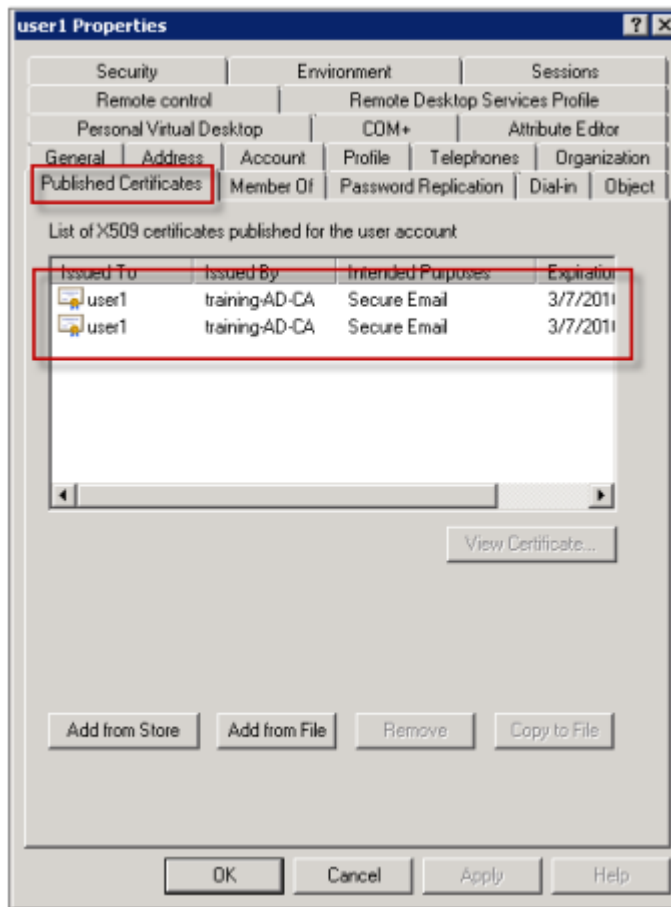 user1 Properties
Security Environment Sessions
Remote control Remote Desktop Services Profile
Personal Virtual Desktop COM+ Attribute Editor
General Address Account Profile Telephones Organization
Published Certificates Member Of Password Replication Dial-in Object
List of X509 certificates published for the user account
Issued To Issued By Intended Purposes Expiration
user1 training-AD-CA Secure Email
user1 training-AD-CA Secure Email
View Certificate...
Add from Store Add from File Remove Copy to File
OK Cancel Apply Help